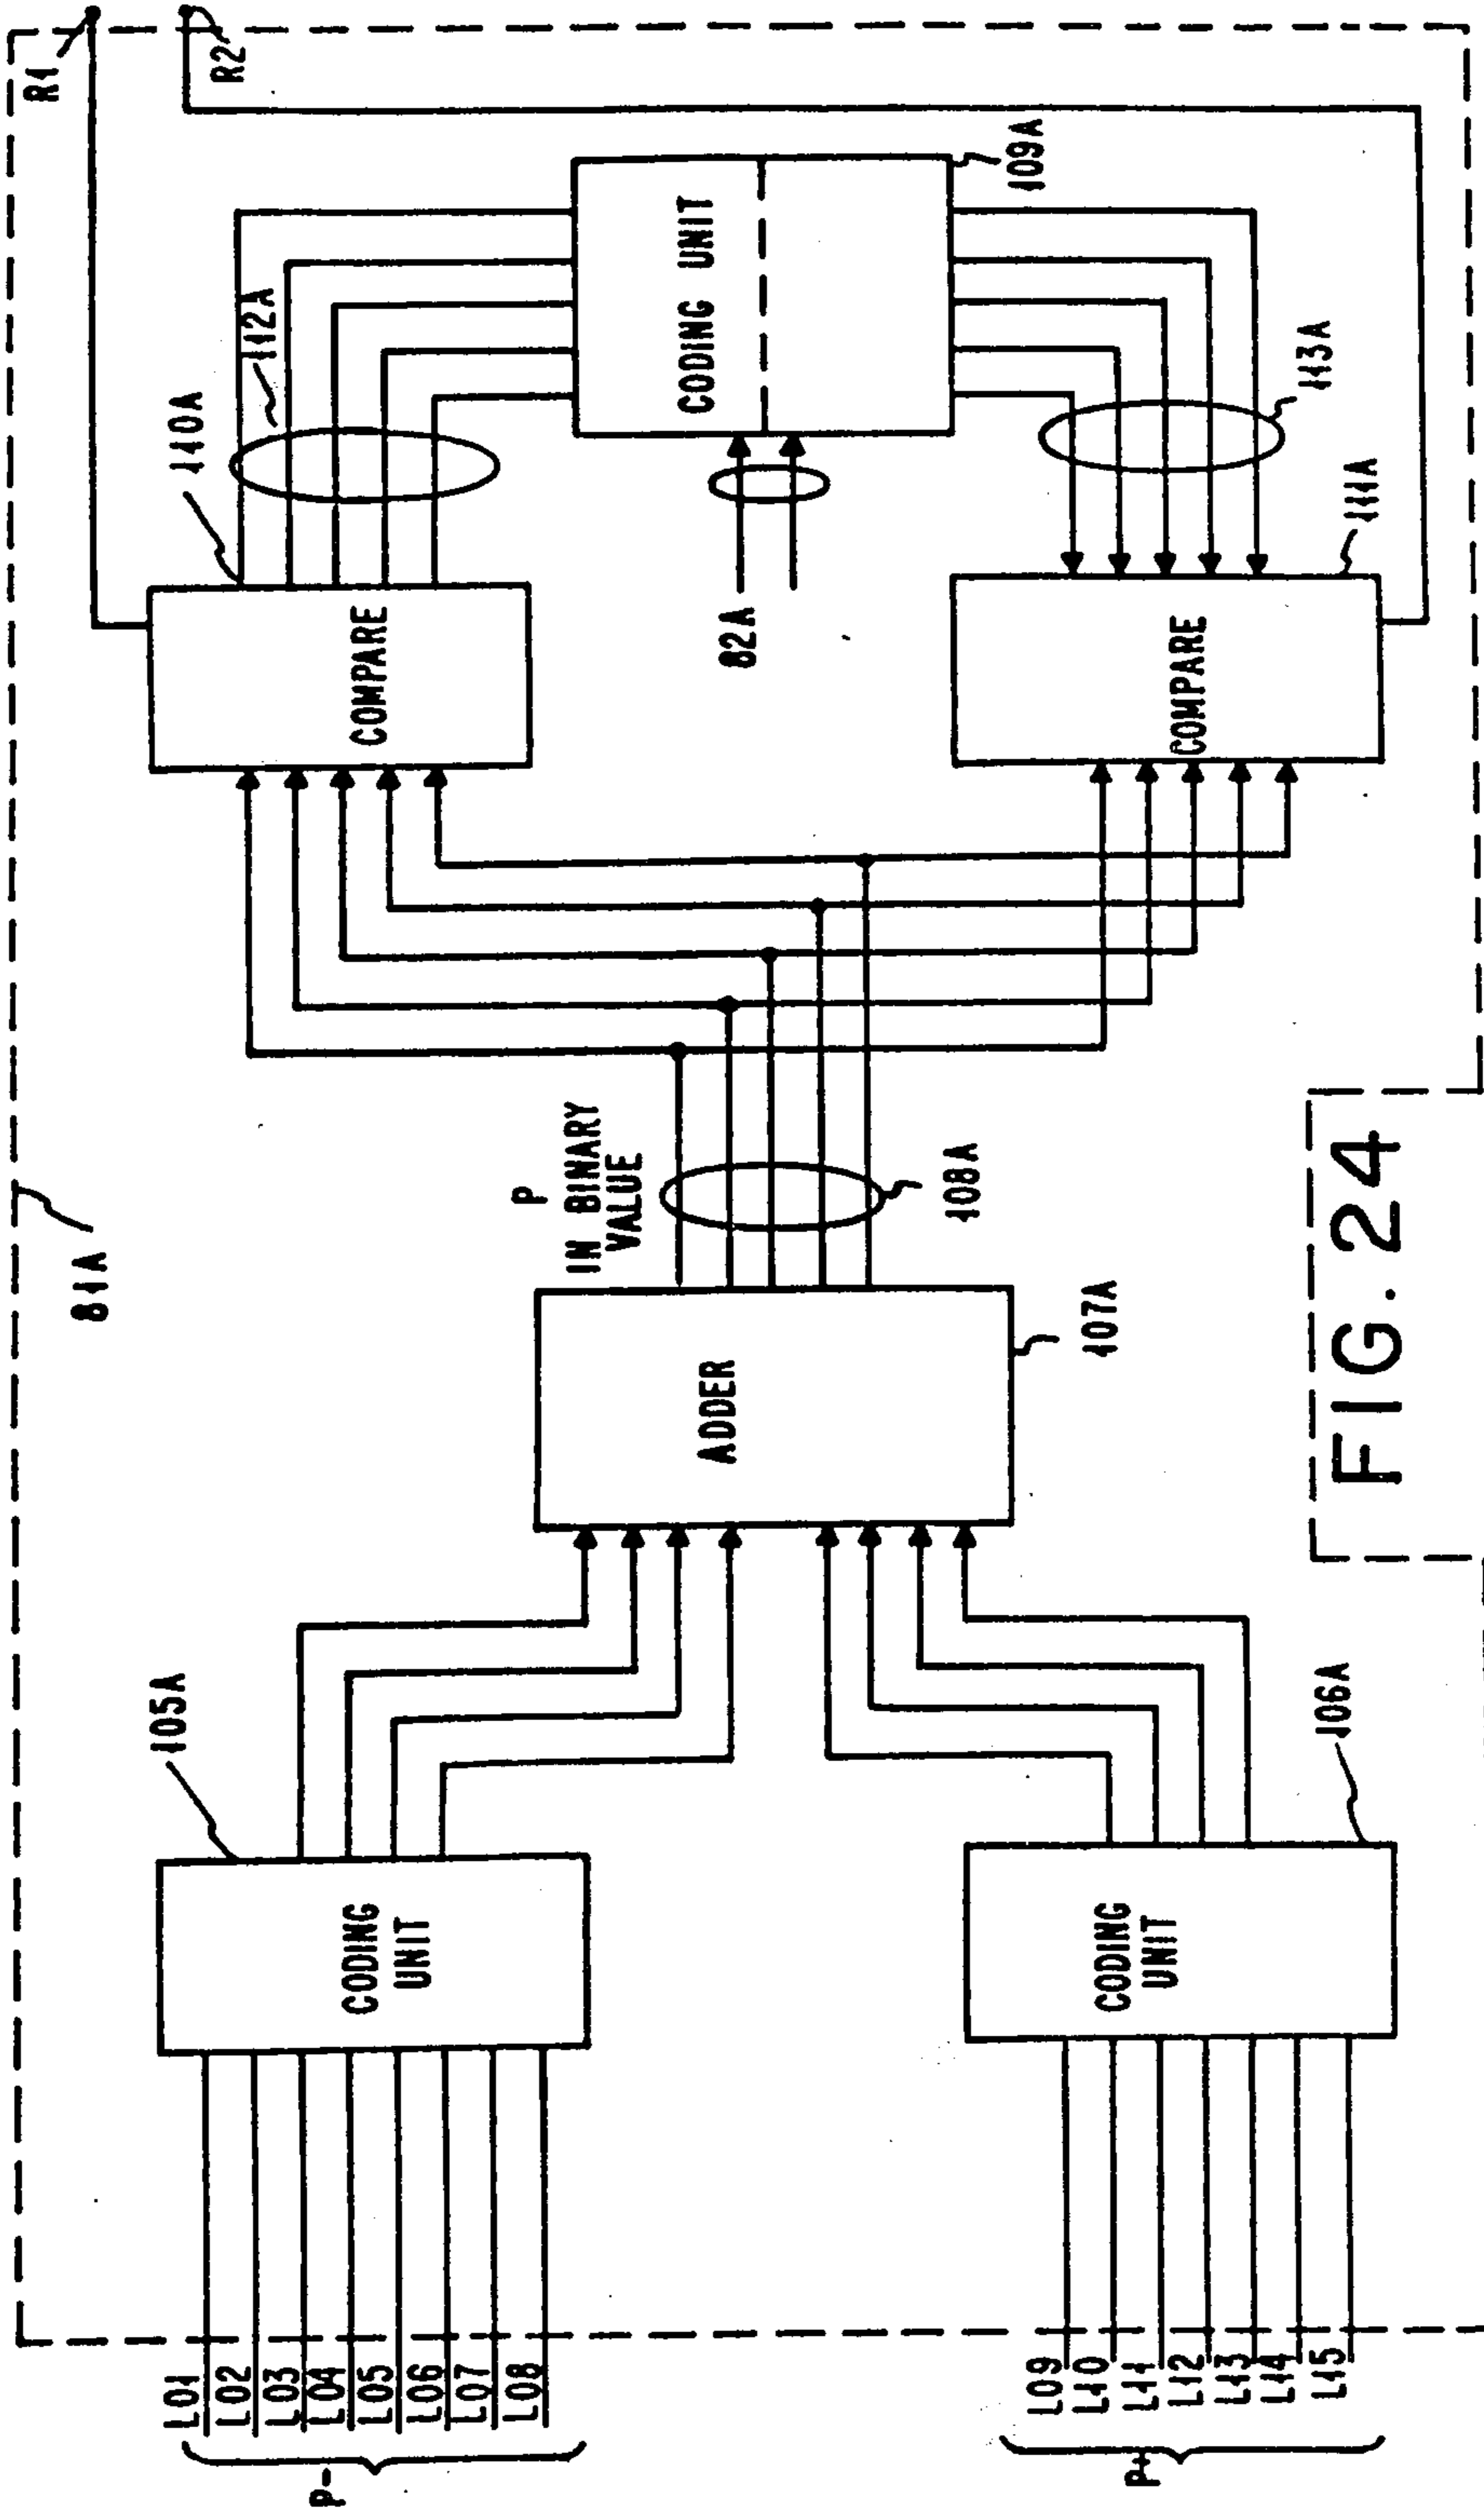 81A
R1
R2
P-
L01
L02
L03
L04
L05
L06
L07
L08
105A
CODING
UNIT
P+
L09
L10
L11
L12
L13
L14
L15
106A
CODING
UNIT
ADDER
107A
P
IN BINARY
VALUE
108A
110A
COMPARE
112A
82A
CODING UNIT
109A
COMPARE
111A
113A
FIG. 24